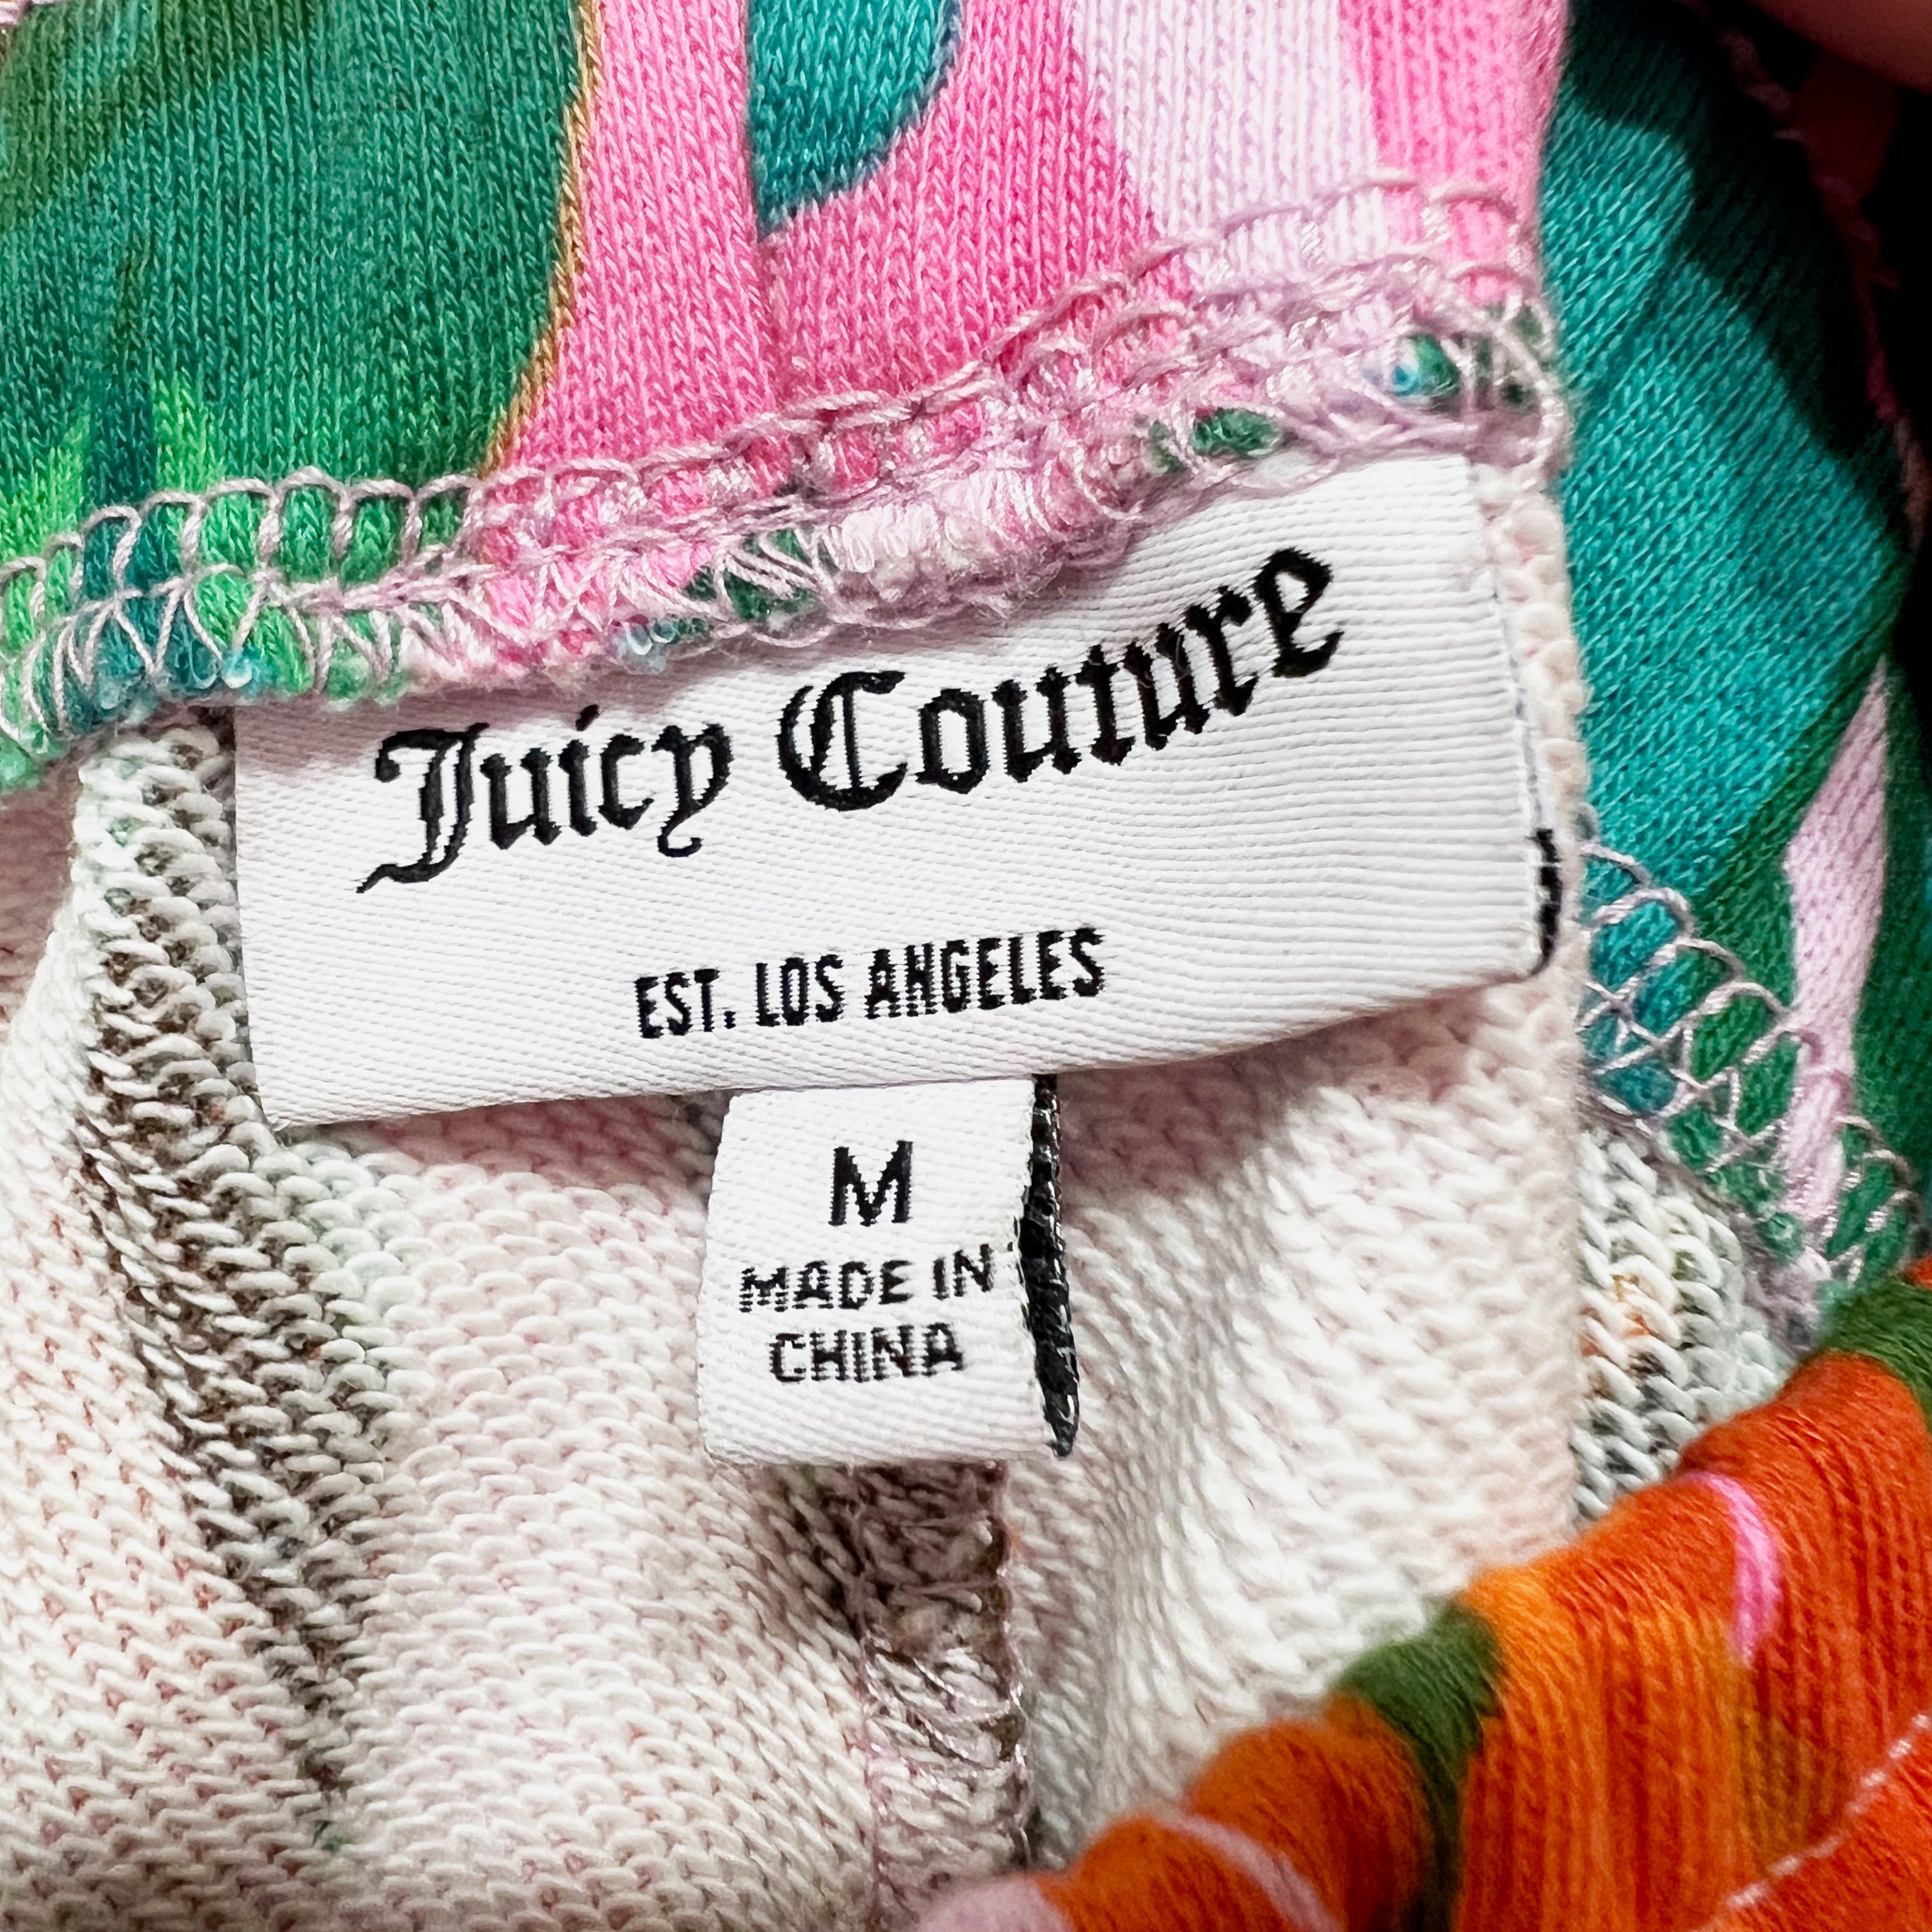 Juicy Couture
EST. LOS ANGELES
M
MADE IN
CHINA